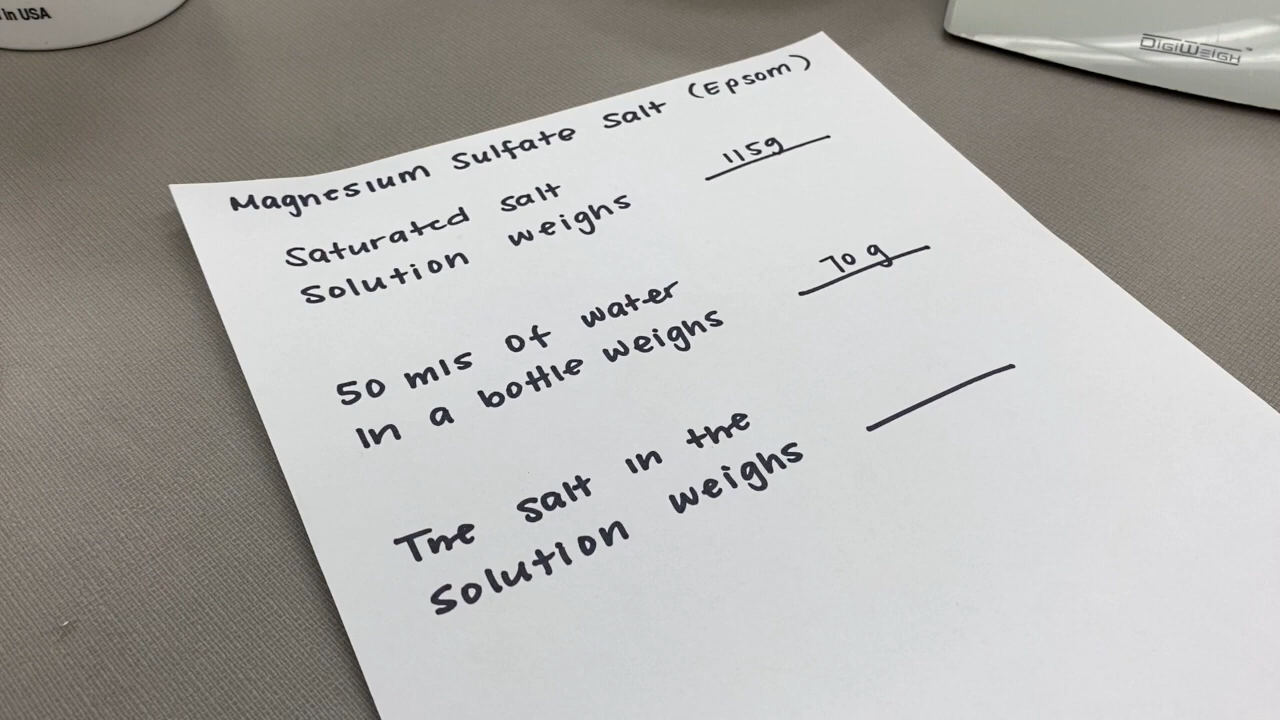 in USA
DIGIWEIGH™
Magnesium Sulfate Salt (Epsom)
Saturated salt
solution weighs 115g
50 mls of water
in a bottle weighs 70 g
The salt in the
solution weighs